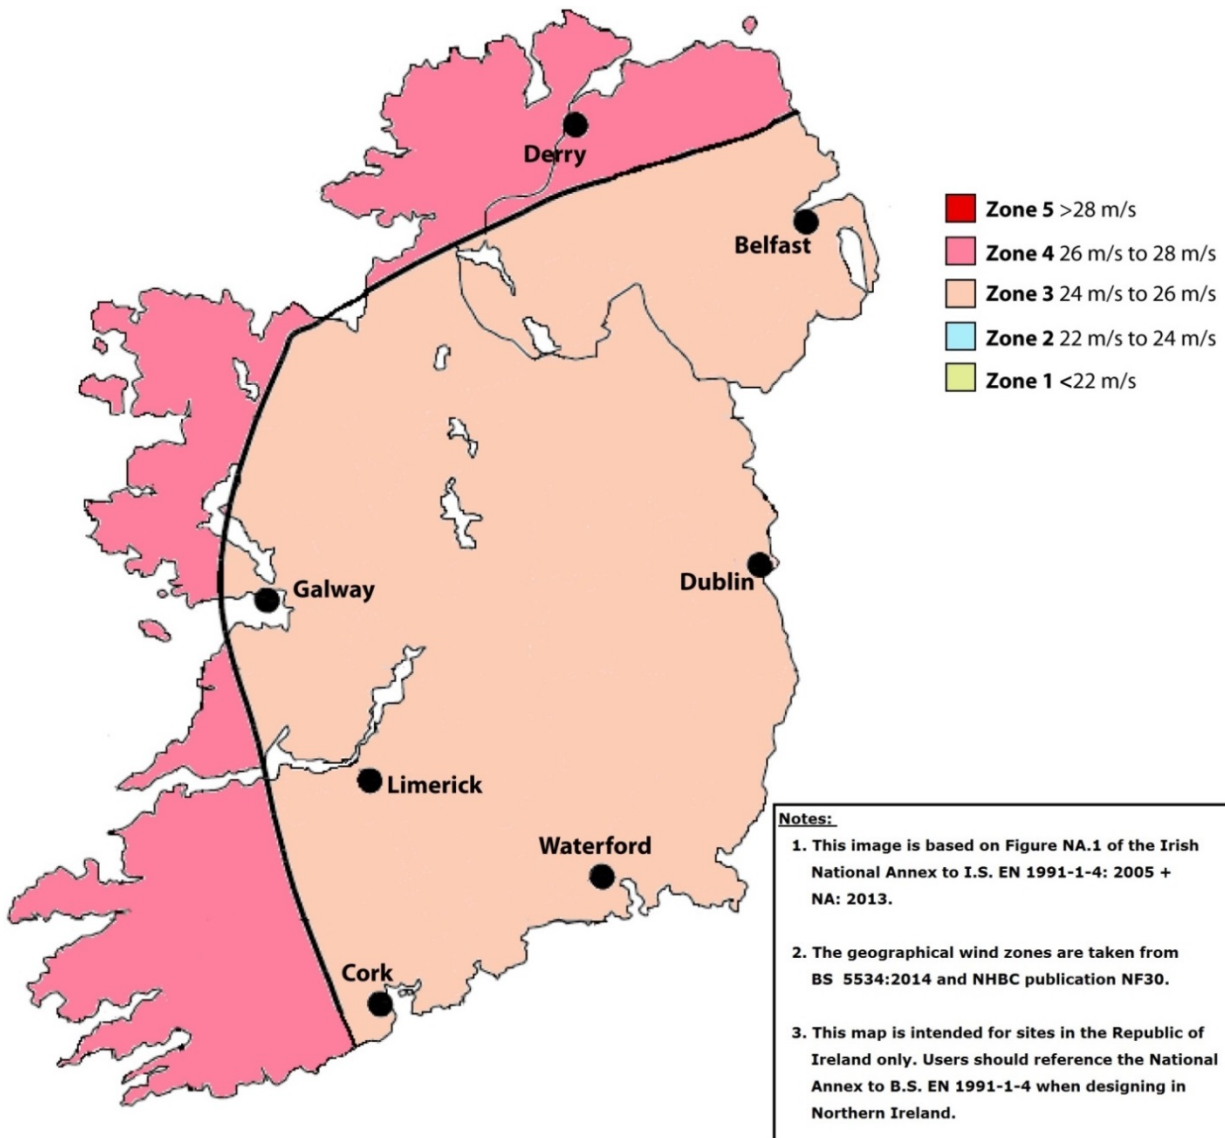 Derry
Belfast
Zone 5 >28 m/s
Zone 4 26 m/s to 28 m/s
Zone 3 24 m/s to 26 m/s
Zone 2 22 m/s to 24 m/s
Zone 1 <22 m/s
Galway
Dublin
Limerick
Waterford
Cork
Notes:
1. This image is based on Figure NA.1 of the Irish
National Annex to I.S. EN 1991-1-4: 2005 +
NA: 2013.
2. The geographical wind zones are taken from
BS 5534:2014 and NHBC publication NF30.
3. This map is intended for sites in the Republic of
Ireland only. Users should reference the National
Annex to B.S. EN 1991-1-4 when designing in
Northern Ireland.